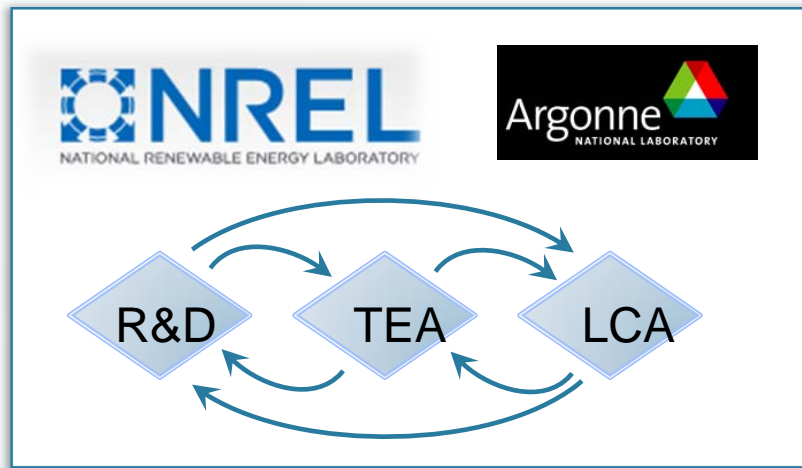 NREL
NATIONAL RENEWABLE ENERGY LABORATORY
Argonne
NATIONAL LABORATORY
R&D
TEA
LCA